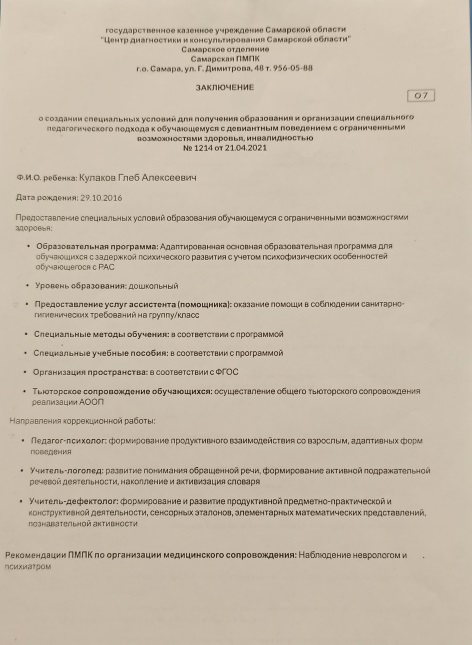 государственное казенное учреждение Самарской области
"Центр диагностики и консультирования Самарской области"
Самарское отделение
Самарская ПМПК
г.о. Самара, ул. Г. Димитрова, 48 т. 956-05-88
ЗАКЛЮЧЕНИЕ
07
о создании специальных условий для получения образования и организации специального
педагогического подхода к обучающемуся с девиантным поведением с ограниченными
возможностями здоровья, инвалидностью
№ 1214 от 21.04.2021
Ф.И.О. ребенка: Кулаков Глеб Алексеевич
Дата рождения: 29.10.2016
Предоставление специальных условий образования обучающемуся с ограниченными возможностями
здоровья:
• Образовательная программа: Адаптированная основная образовательная программа для
обучающихся с задержкой психического развития с учетом психофизических особенностей
обучающегося с РАС
• Уровень образования: дошкольный
• Предоставление услуг ассистента (помощника): оказание помощи в соблюдении санитарно-
гигиенических требований на группу/класс
• Специальные методы обучения: в соответствии с программой
• Специальные учебные пособия: в соответствии с программой
• Организация пространства: в соответствии с ФГОС
• Тьюторское сопровождение обучающихся: осуществление общего тьюторского сопровождения
реализации АООП
Направления коррекционной работы:
• Педагог-психолог: формирование продуктивного взаимодействия со взрослым, адаптивных форм
поведения
• Учитель-логопед: развитие понимания обращенной речи, формирование активной подражательной
речевой деятельности, накопление и активизация словаря
• Учитель-дефектолог: формирование и развитие продуктивной предметно-практической и
конструктивной деятельности, сенсорных эталонов, элементарных математических представлений,
познавательной активности
Рекомендации ПМПК по организации медицинского сопровождения: Наблюдение неврологом и
психиатром